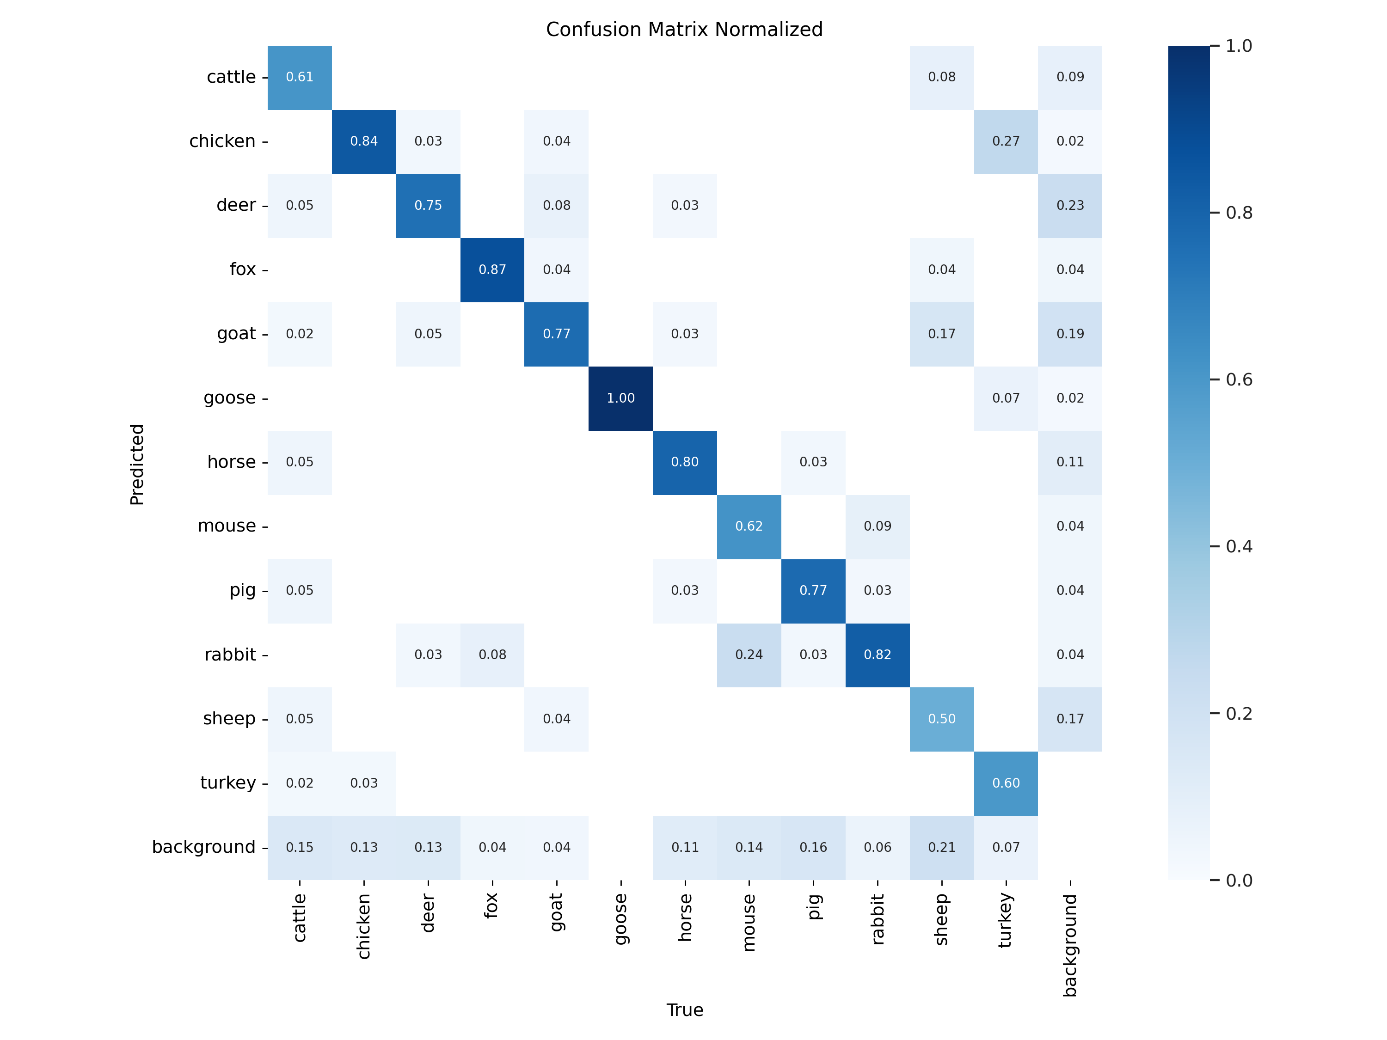 Confusion Matrix Normalized
cattle 0.61 0.08 0.09
chicken 0.84 0.03 0.04 0.27 0.02
deer 0.05 0.75 0.08 0.03 0.23
fox 0.87 0.04 0.04 0.04
goat 0.02 0.05 0.77 0.03 0.17 0.19
goose 1.00 0.07 0.02
horse 0.05 0.80 0.03 0.11
mouse 0.62 0.09 0.04
pig 0.05 0.03 0.77 0.03 0.04
rabbit 0.03 0.08 0.24 0.03 0.82 0.04
sheep 0.05 0.04 0.50 0.17
turkey 0.02 0.03 0.60
background 0.15 0.13 0.13 0.04 0.04 0.11 0.14 0.16 0.06 0.21 0.07
Predicted
cattle chicken deer fox goat goose horse mouse pig rabbit sheep turkey background
True
1.0
0.8
0.6
0.4
0.2
0.0